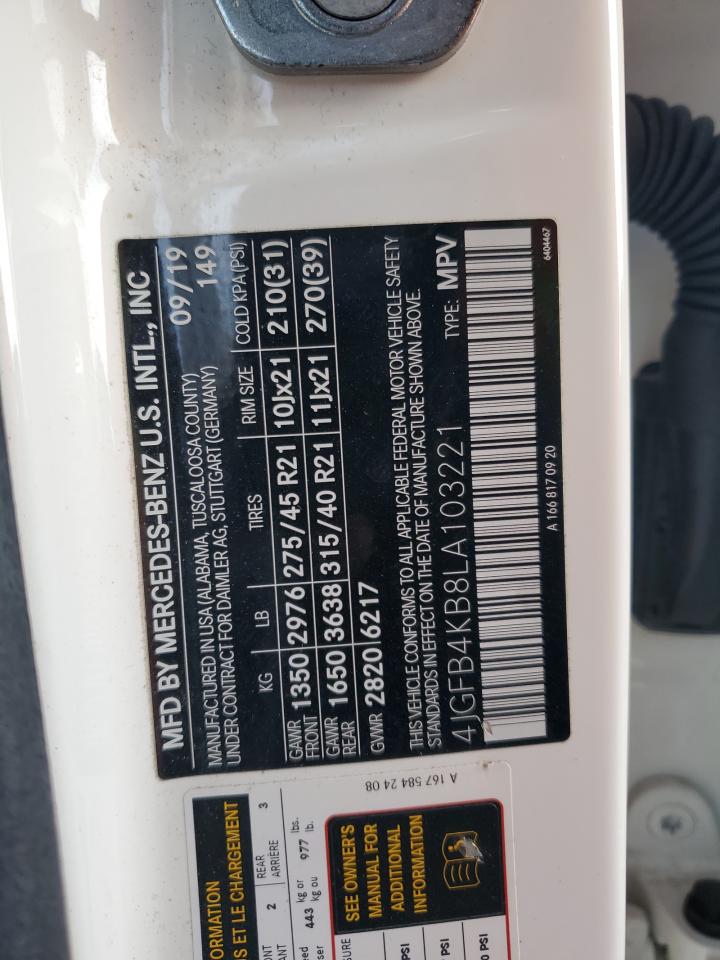 MFD BY MERCEDES-BENZ U.S. INTL., INC
MANUFACTURED IN USA (ALABAMA, TUSCALOOSA COUNTY) 09/19
UNDER CONTRACT FOR DAIMLER AG, STUTTGART (GERMANY) 149
KG LB TIRES RIM SIZE COLD KPA (PSI)
GAWR FRONT 1350 2976 275/45 R21 10Jx21 210(31)
GAWR REAR 1650 3638 315/40 R21 11Jx21 270(39)
GVWR 2820 6217
THIS VEHICLE CONFORMS TO ALL APPLICABLE FEDERAL MOTOR VEHICLE SAFETY
STANDARDS IN EFFECT ON THE DATE OF MANUFACTURE SHOWN ABOVE.
4JGFB4KB8LA103221 TYPE: MPV
A 166 817 09 20
6404467
A 167 584 24 08
ET LE CHARGEMENT
2 REAR 3
ARRIÈRE
443 kg or 977 lbs.
kg ou lb.
SEE OWNER'S
MANUAL FOR
ADDITIONAL
INFORMATION
PSI
PSI
PSI